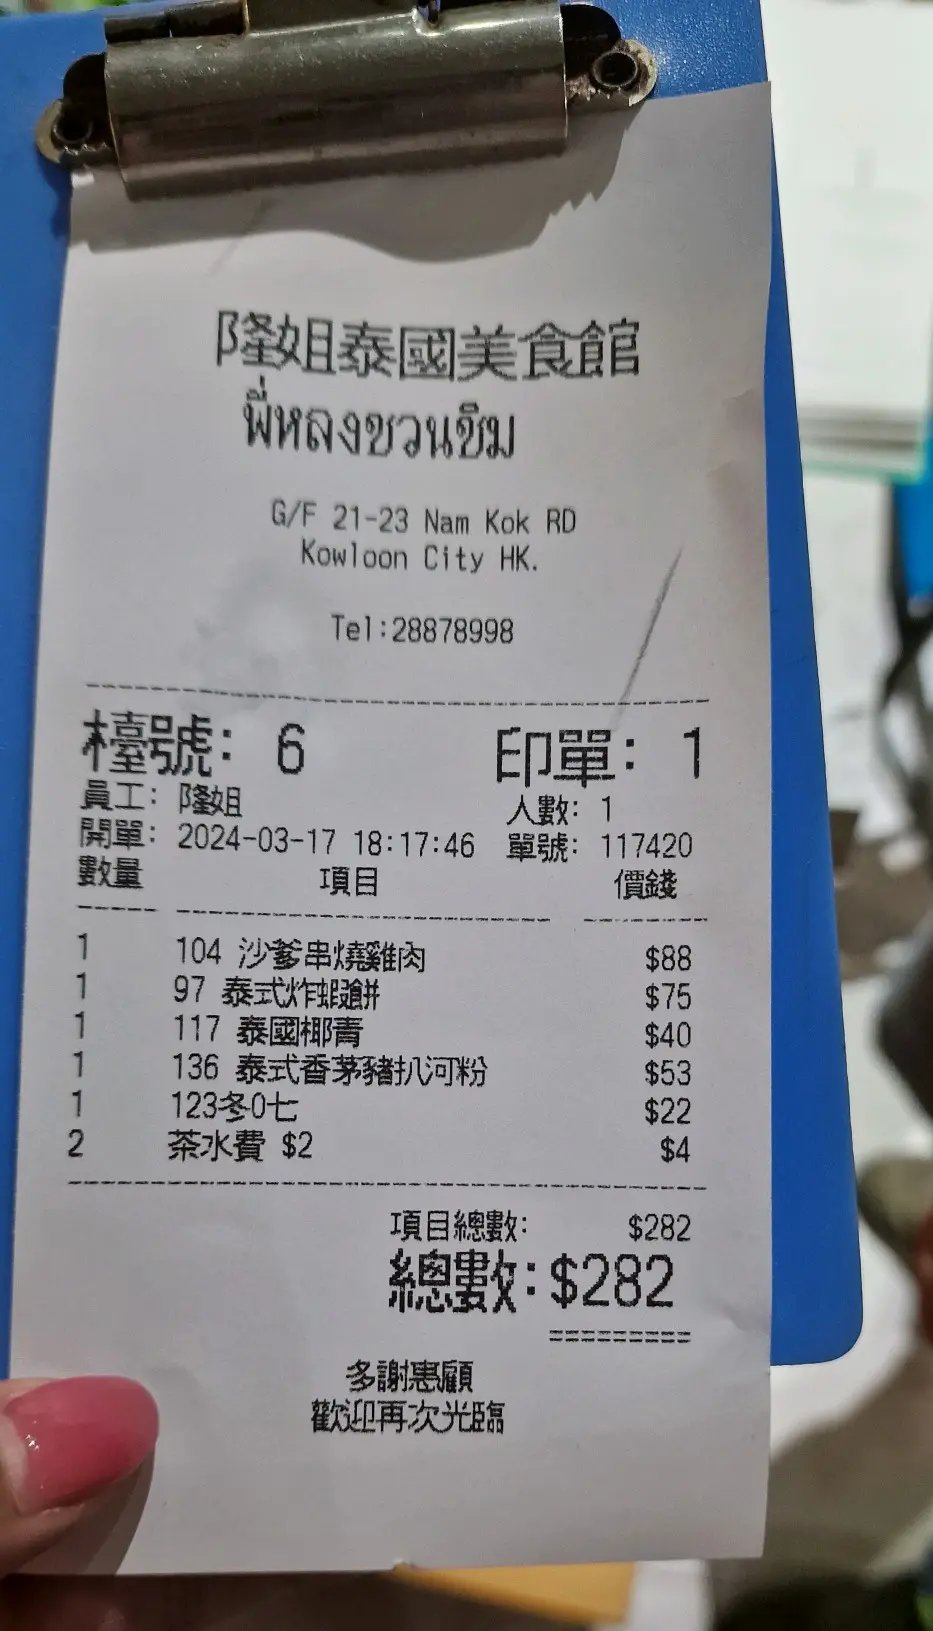 隆姐泰國美食館
พี่หลงชวนชิม
G/F 21-23 Nam Kok RD
Kowloon City HK.
Tel:28878998
檯號: 6 印單: 1
員工: 隆姐 人數: 1
開單: 2024-03-17 18:17:46 單號: 117420
數量 項目 價錢
1 104 沙爹串燒雞肉 $88
1 97 泰式炸蝦餅 $75
1 117 泰國椰青 $40
1 136 泰式香茅豬扒河粉 $53
1 123冬0七 $22
2 茶水費 $2 $4
項目總數: $282
總數:$282
=========
多謝惠顧
歡迎再次光臨